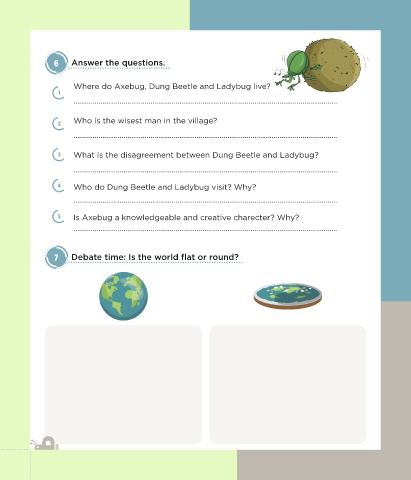 6 Answer the questions.
1 Where do Axebug, Dung Beetle and Ladybug live?
2 Who is the wisest man in the village?
3 What is the disagreement between Dung Beetle and Ladybug?
4 Who do Dung Beetle and Ladybug visit? Why?
5 Is Axebug a knowledgeable and creative charecter? Why?
7 Debate time: Is the world flat or round?